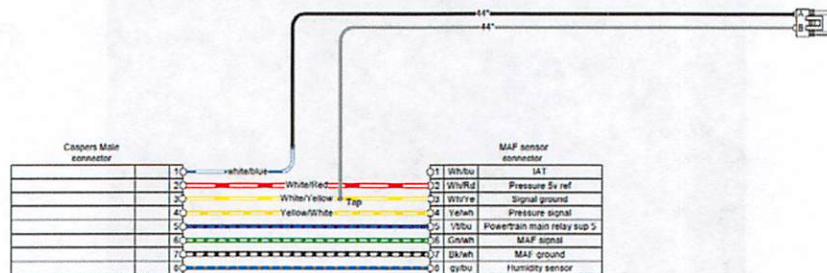 44"
44"
A
B
Caspers Male
connector
MAF sensor
connector
1 white/blue 1 Wh/bu IAT
2 White/Red 2 Wh/Rd Pressure 5v ref
3 White/Yellow Tap 3 Wh/Ye Signal ground
4 Yellow/White 4 Ye/wh Pressure signal
5 5 Vt/bu Powertrain main relay sup 5
6 6 Gn/wh MAF signal
7 7 Bk/wh MAF ground
8 8 gy/bu Humidity sensor